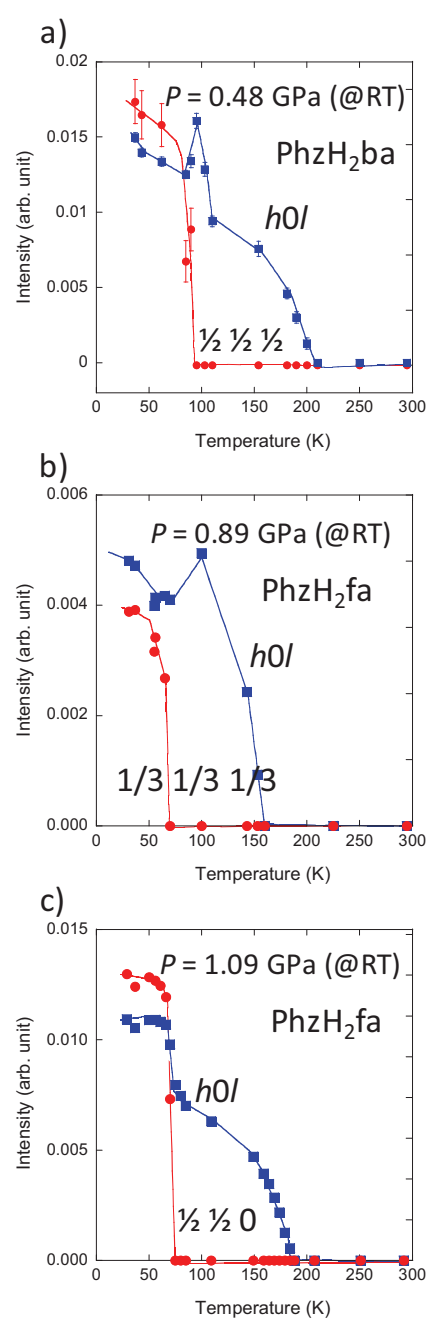 a)
0.02
P = 0.48 GPa (@RT)
0.015
PhzH₂ba
0.01
h0l
0.005
½ ½ ½
0
0 50 100 150 200 250 300
Intensity (arb. unit)
Temperature (K)
b)
0.006
P = 0.89 GPa (@RT)
PhzH₂fa
0.004
h0l
0.002
1/3 1/3 1/3
0.000
0 50 100 150 200 250 300
Intensity (arb. unit)
Temperature (K)
c)
0.015
P = 1.09 GPa (@RT)
PhzH₂fa
0.010
h0l
0.005
½ ½ 0
0.000
0 50 100 150 200 250 300
Intensity (arb. unit)
Temperature (K)